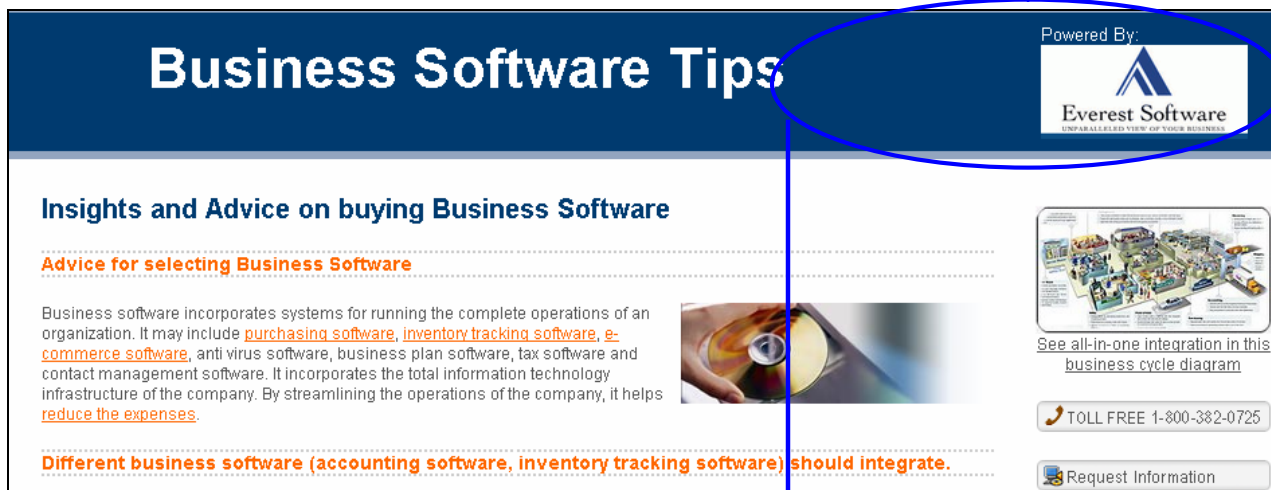 Business Software Tips
Powered By:
Everest Software
UNPARALLELED VIEW OF YOUR BUSINESS
Insights and Advice on buying Business Software
Advice for selecting Business Software
Business software incorporates systems for running the complete operations of an
organization. It may include purchasing software, inventory tracking software, e-
commerce software, anti virus software, business plan software, tax software and
contact management software. It incorporates the total information technology
infrastructure of the company. By streamlining the operations of the company, it helps
reduce the expenses.
Different business software (accounting software, inventory tracking software) should integrate.
See all-in-one integration in this
business cycle diagram
TOLL FREE 1-800-382-0725
Request Information